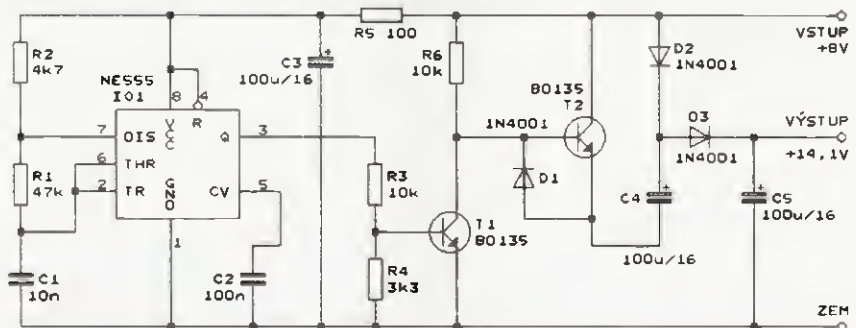 R2
4k7
NE555
IO1
8
4
VCC
R
7
DIS
Q
3
6
THR
2
TR
GND
CV
5
1
R1
47k
C1
10n
C2
100n
C3
+
100u/16
R5 100
R3
10k
R4
3k3
R6
10k
T1
BD135
1N4001
D1
BD135
T2
D2
1N4001
D3
1N4001
C4
+
100u/16
C5
+
100u/16
VSTUP
+8V
VÝSTUP
+14,1V
ZEM